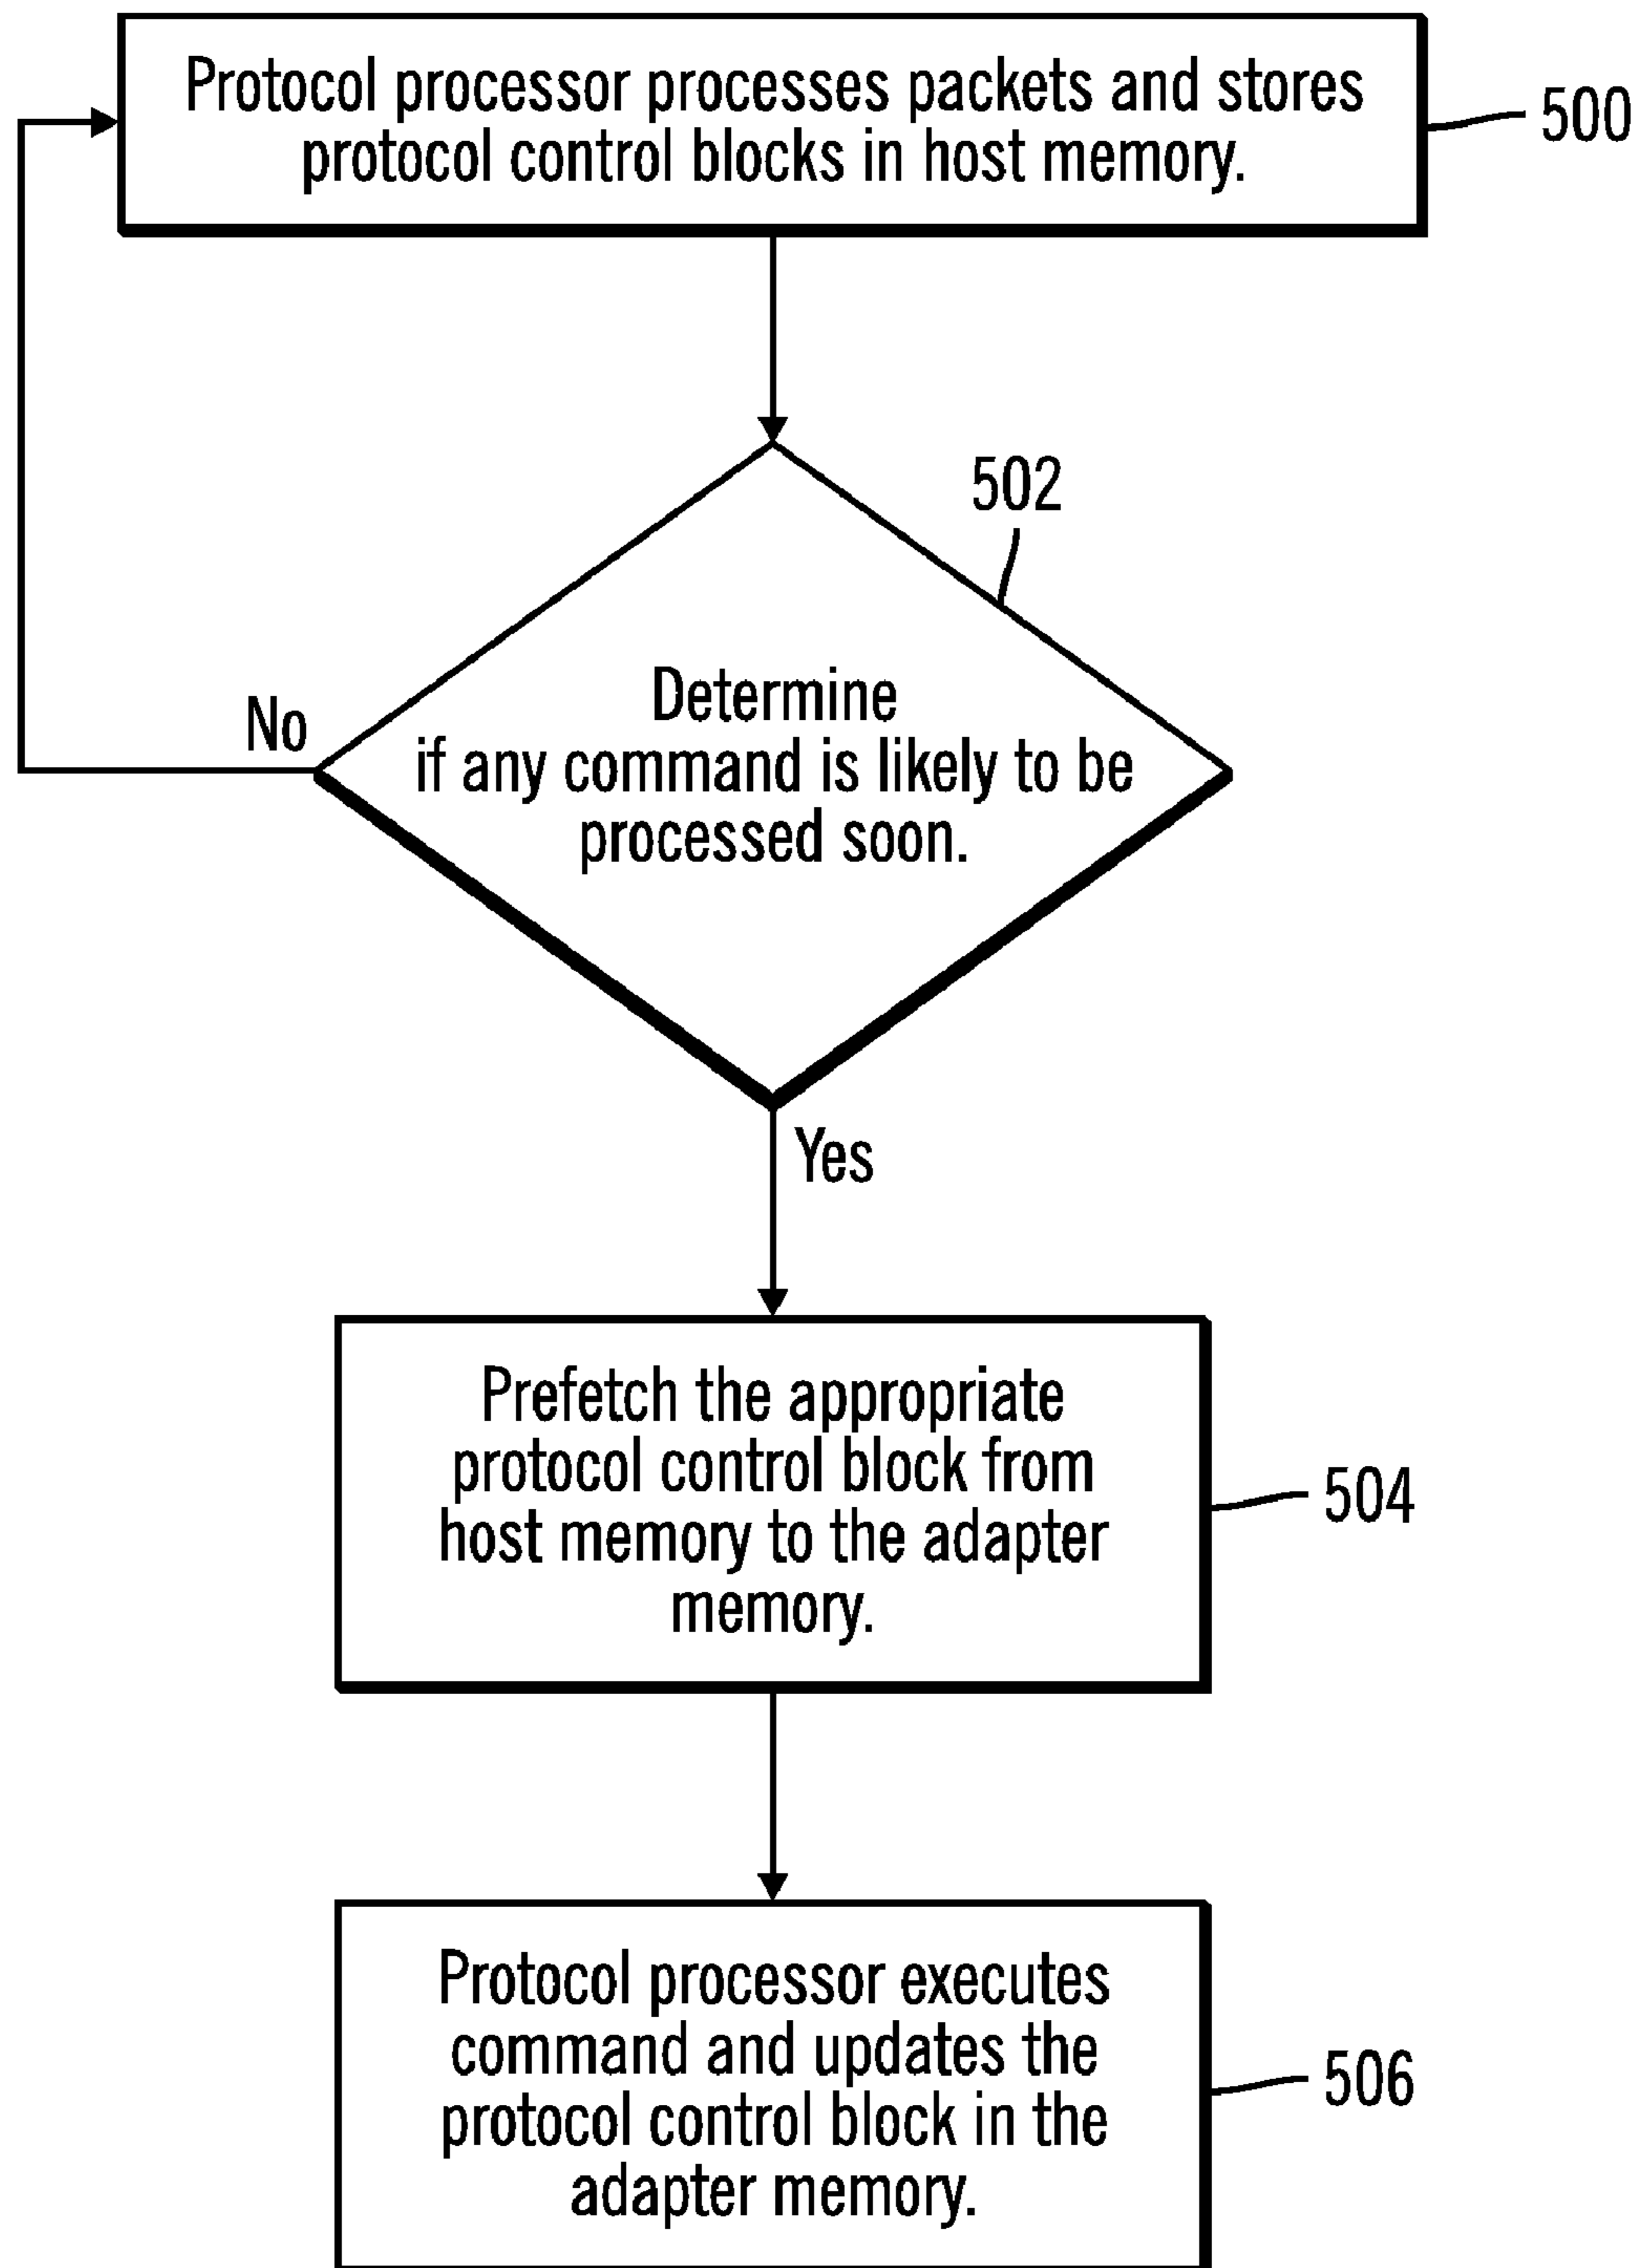 Protocol processor processes packets and stores
protocol control blocks in host memory.
500
502
Determine
if any command is likely to be
processed soon.
No
Yes
Prefetch the appropriate
protocol control block from
host memory to the adapter
memory.
504
Protocol processor executes
command and updates the
protocol control block in the
adapter memory.
506